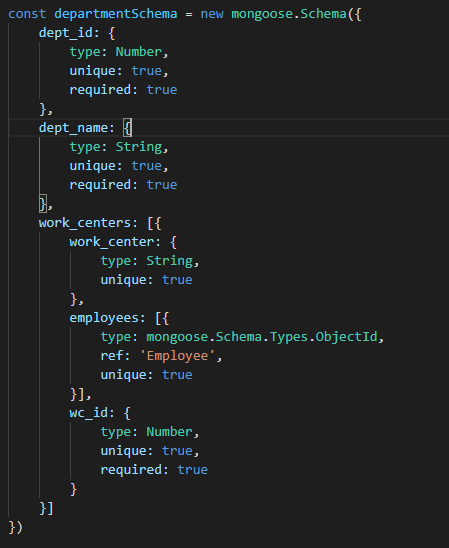 const departmentSchema = new mongoose.Schema({
    dept_id: {
        type: Number,
        unique: true,
        required: true
    },
    dept_name: {
        type: String,
        unique: true,
        required: true
    },
    work_centers: [{
        work_center: {
            type: String,
            unique: true
        },
        employees: [{
            type: mongoose.Schema.Types.ObjectId,
            ref: 'Employee',
            unique: true
        }],
        wc_id: {
            type: Number,
            unique: true,
            required: true
        }
    }]
})